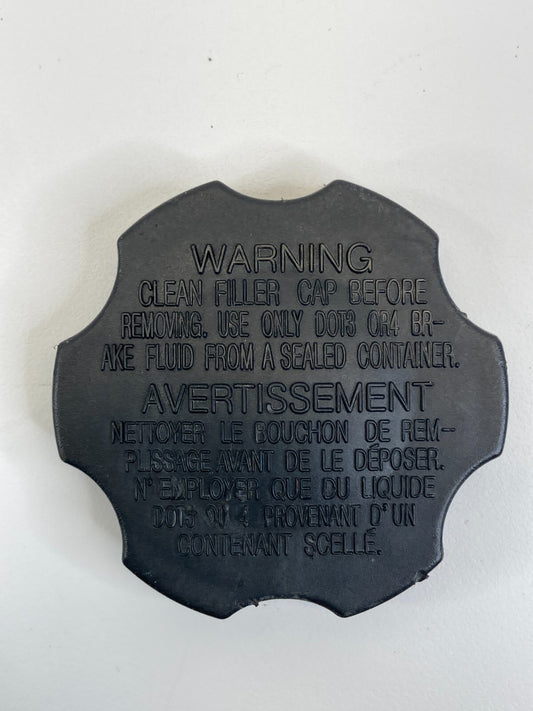 WARNING
CLEAN FILLER CAP BEFORE
REMOVING. USE ONLY DOT3 OR4 BR-
AKE FLUID FROM A SEALED CONTAINER.
AVERTISSEMENT
NETTOYER LE BOUCHON DE REM-
PLISSAGE AVANT DE LE DÉPOSER.
N' EMPLOYER QUE DU LIQUIDE
DOT3 OU 4 PROVENANT D' UN
CONTENANT SCELLÉ.